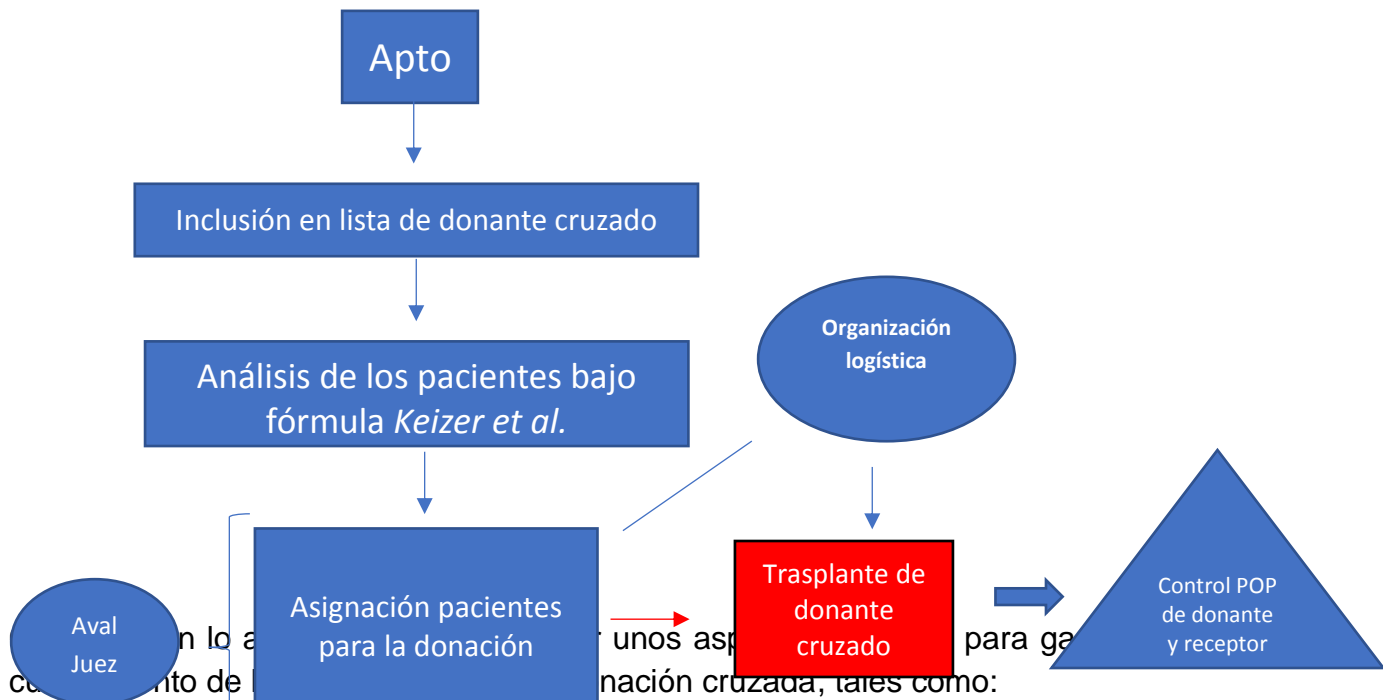 Apto
Inclusión en lista de donante cruzado
Análisis de los pacientes bajo
fórmula Keizer et al.
Organización
logística
Asignación pacientes
para la donación
Aval
Juez
Trasplante de
donante
cruzado
Control POP
de donante
y receptor
lo unos para
de nación cruzada, tales como: